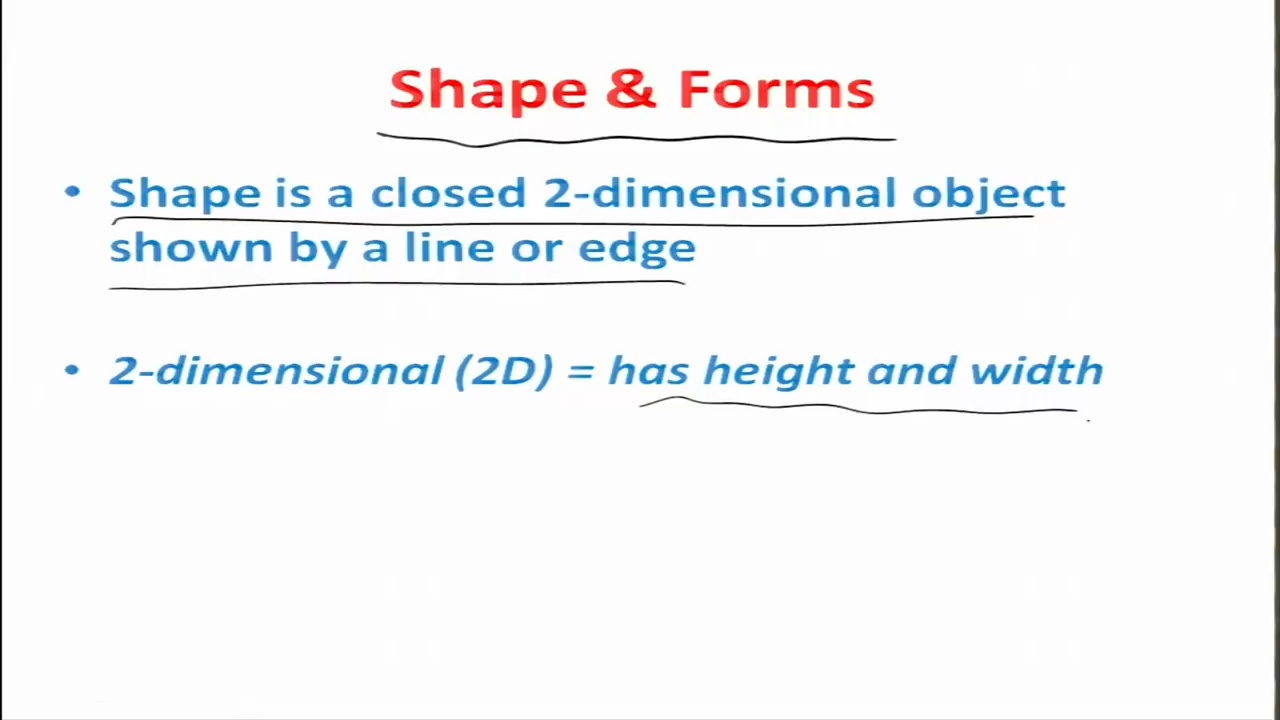 Shape & Forms
• Shape is a closed 2-dimensional object
shown by a line or edge
• 2-dimensional (2D) = has height and width